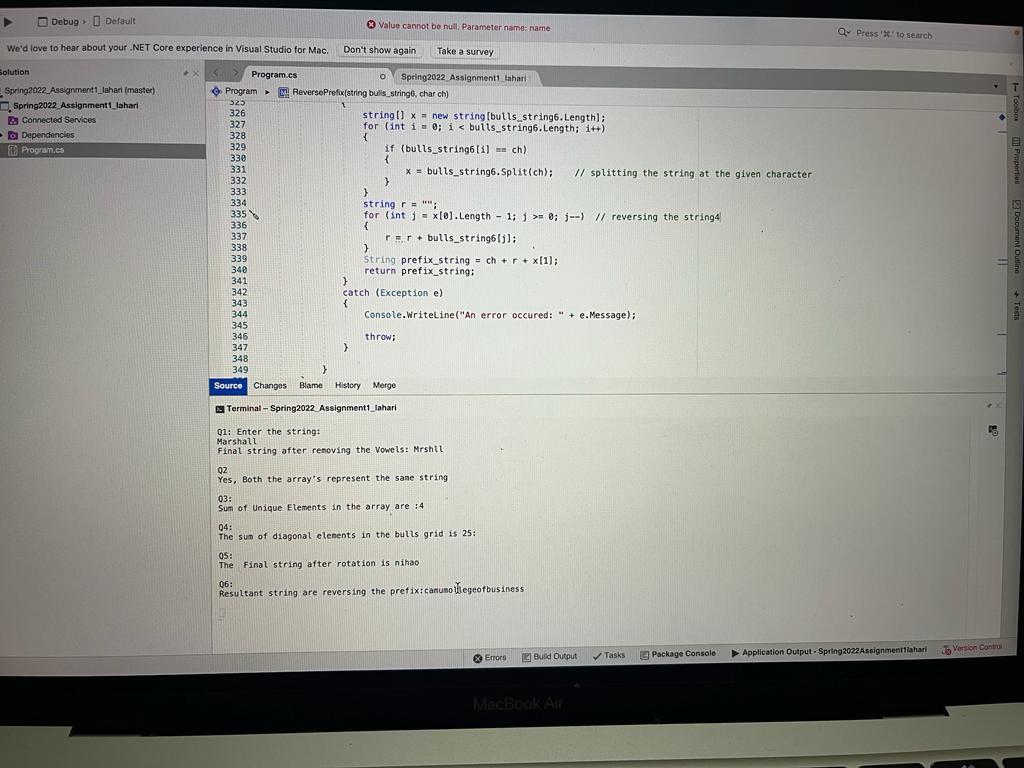 Debug › Default
Value cannot be null. Parameter name: name
Press '⌘.' to search
We'd love to hear about your .NET Core experience in Visual Studio for Mac. Don't show again Take a survey
Solution
Program.cs
Spring2022_Assignment1_lahari
Spring2022_Assignment1_lahari (master)
Spring2022_Assignment1_lahari
Connected Services
Dependencies
Program.cs
Program ▸ ReversePrefix(string bulls_string6, char ch)
325 {
326 string[] x = new string[bulls_string6.Length];
327 for (int i = 0; i < bulls_string6.Length; i++)
328 {
329 if (bulls_string6[i] == ch)
330 {
331 x = bulls_string6.Split(ch); // splitting the string at the given character
332 }
333 }
334 string r = "";
335 for (int j = x[0].Length - 1; j >= 0; j--) // reversing the string4
336 {
337 r = r + bulls_string6[j];
338 }
339 String prefix_string = ch + r + x[1];
340 return prefix_string;
341 }
342 catch (Exception e)
343 {
344 Console.WriteLine("An error occured: " + e.Message);
345
346 throw;
347 }
348
349 }
Toolbox
Properties
Document Outline
Tests
Source Changes Blame History Merge
Terminal – Spring2022_Assignment1_lahari
Q1: Enter the string:
Marshall
Final string after removing the Vowels: Mrshll
Q2
Yes, Both the array's represent the same string
Q3:
Sum of Unique Elements in the array are :4
Q4:
The sum of diagonal elements in the bulls grid is 25:
Q5:
The  Final string after rotation is nihao
Q6:
Resultant string are reversing the prefix:camumollegeofbusiness
Errors Build Output Tasks Package Console Application Output - Spring2022Assignment1lahari Version Control
MacBook Air